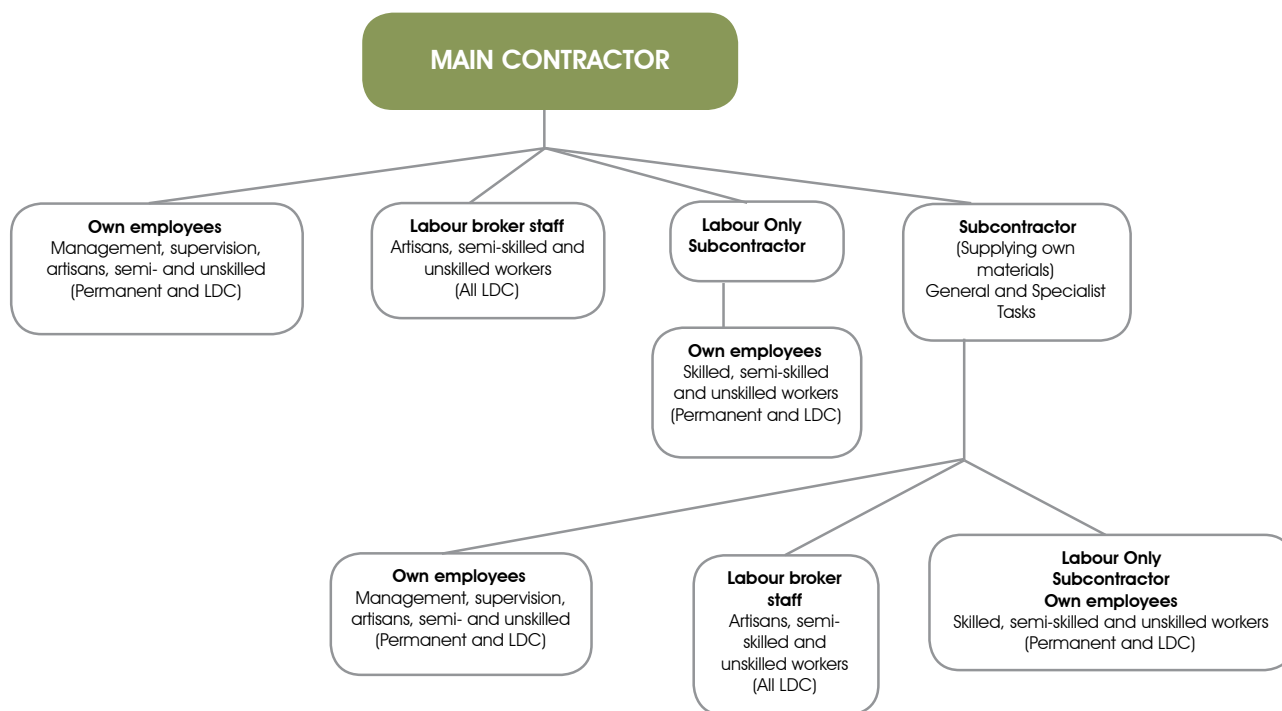 MAIN CONTRACTOR
Own employees
Management, supervision,
artisans, semi- and unskilled
(Permanent and LDC)
Labour broker staff
Artisans, semi-skilled and
unskilled workers
(All LDC)
Labour Only
Subcontractor
Subcontractor
(Supplying own
materials)
General and Specialist
Tasks
Own employees
Skilled, semi-skilled
and unskilled workers
(Permanent and LDC)
Own employees
Management, supervision,
artisans, semi- and unskilled
(Permanent and LDC)
Labour broker
staff
Artisans, semi-
skilled and
unskilled workers
(All LDC)
Labour Only
Subcontractor
Own employees
Skilled, semi-skilled and unskilled workers
(Permanent and LDC)